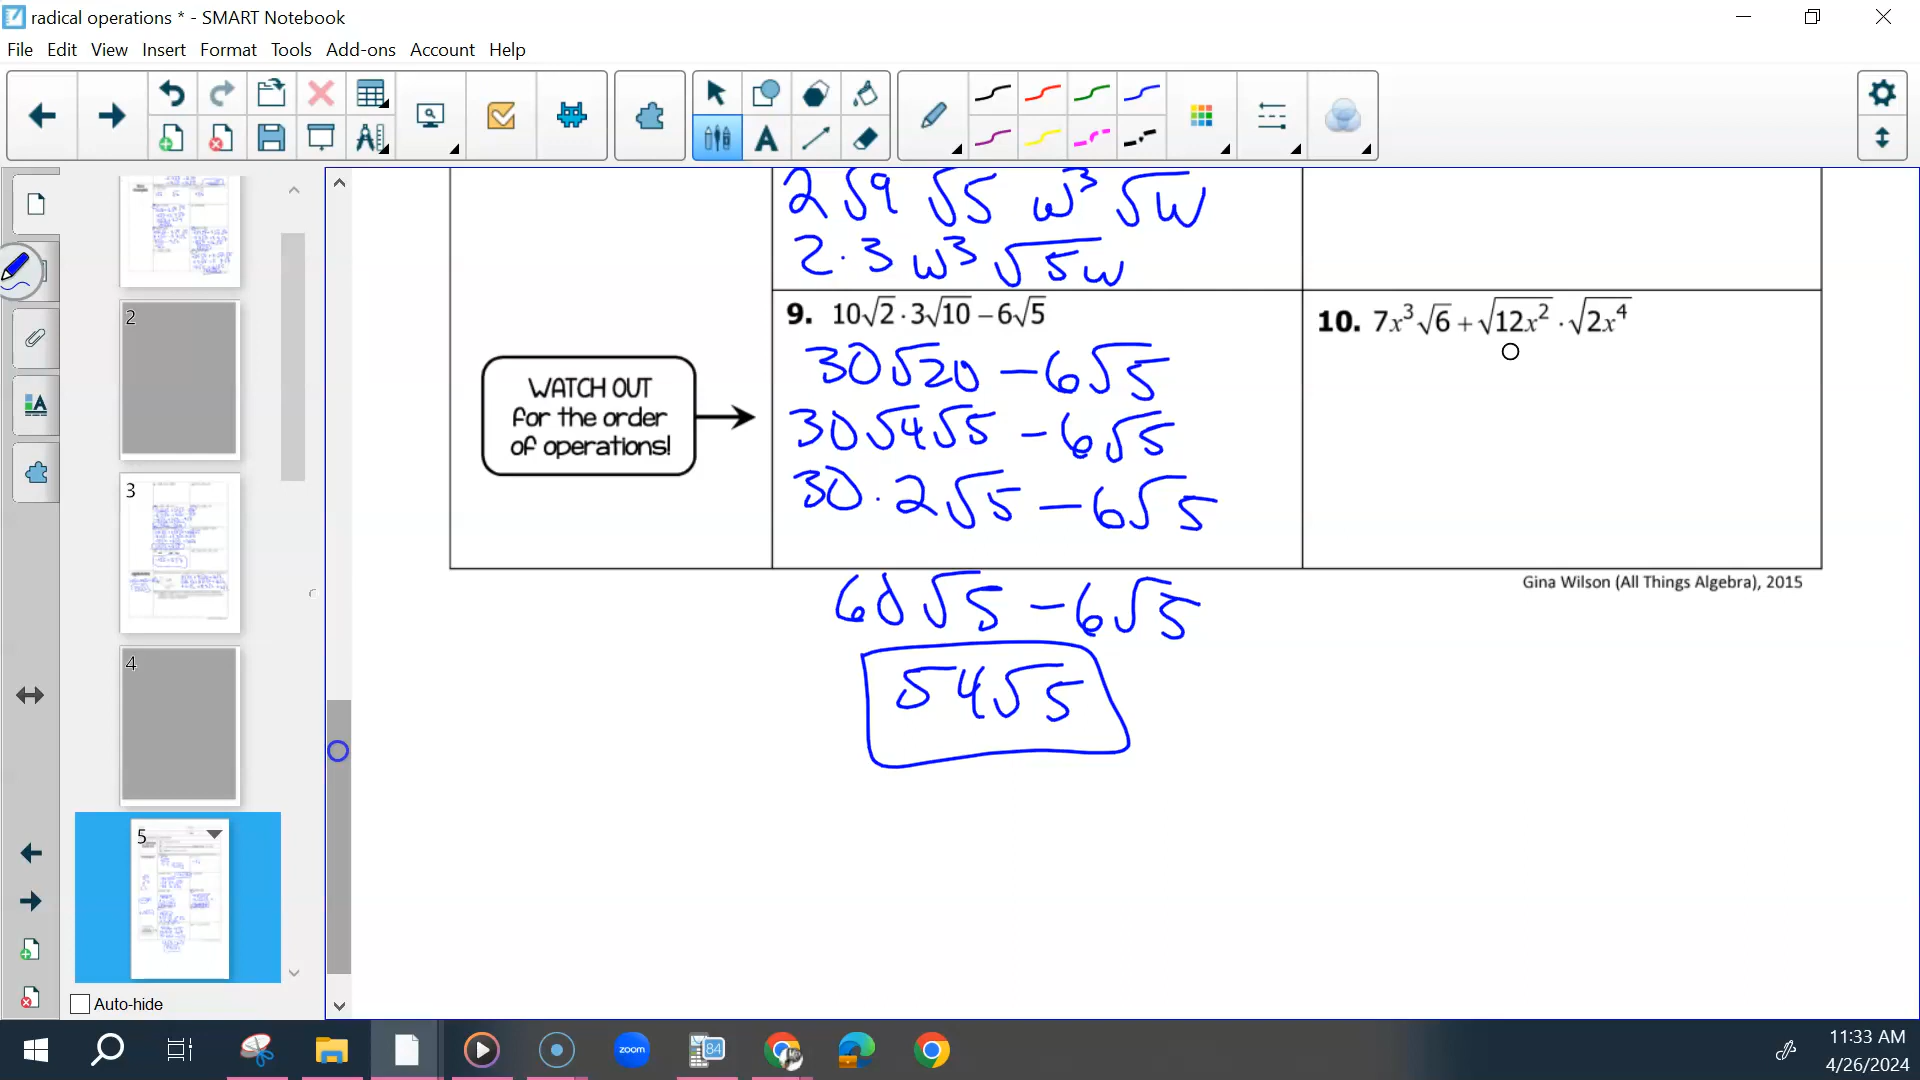 radical operations * - SMART Notebook
File Edit View Insert Format Tools Add-ons Account Help
2√9 √5 w³ √w
2·3 w³ √5w
9. 10√2 · 3√10 – 6√5
10. 7x³√6 + √12x² · √2x⁴
30√20 – 6√5
WATCH OUT
for the order
of operations!
30√4√5 – 6√5
30·2√5 – 6√5
Gina Wilson (All Things Algebra), 2015
60√5 – 6√5
54√5
2
3
4
5
Auto-hide
zoom
84
11:33 AM
4/26/2024